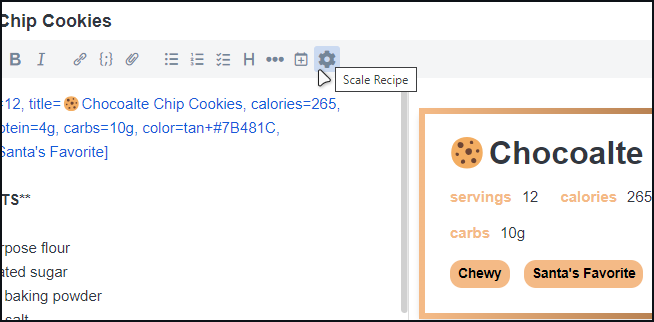 Chip Cookies
B I {;} H •••
Scale Recipe
=12, title=🍪Chocoalte Chip Cookies, calories=265,
otein=4g, carbs=10g, color=tan+#7B481C,
Santa's Favorite]
TS**
rpose flour
ated sugar
baking powder
salt
🍪 Chocoalte
servings 12 calories 265
carbs 10g
Chewy Santa's Favorite